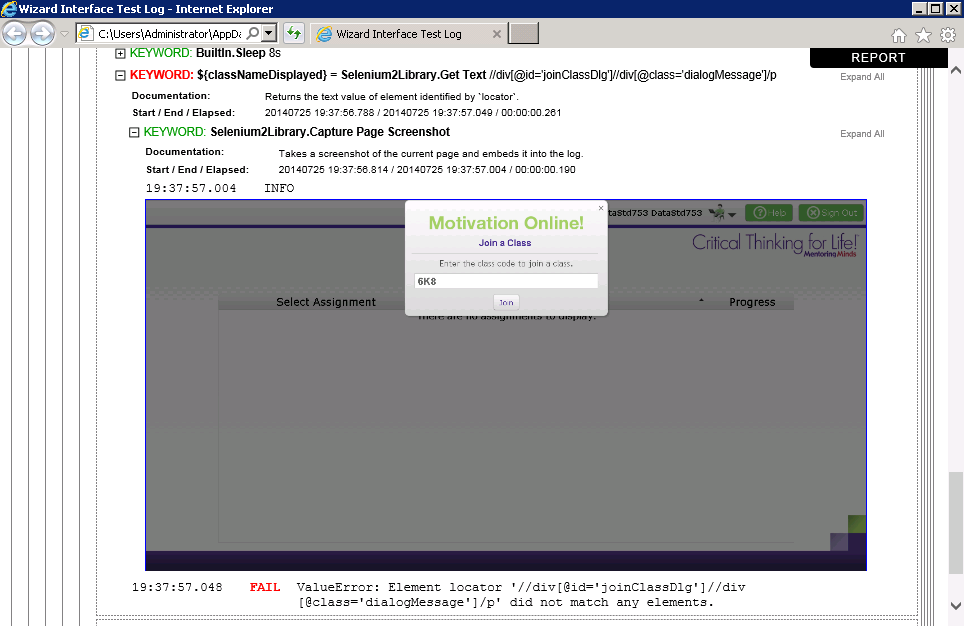 Wizard Interface Test Log - Internet Explorer
C:\Users\Administrator\AppDa
Wizard Interface Test Log
KEYWORD: BuiltIn.Sleep 8s
REPORT
KEYWORD: ${classNameDisplayed} = Selenium2Library.Get Text //div[@id='joinClassDlg']//div[@class='dialogMessage']/p
Expand All
Documentation: Returns the text value of element identified by `locator`.
Start / End / Elapsed: 20140725 19:37:56.788 / 20140725 19:37:57.049 / 00:00:00.261
KEYWORD: Selenium2Library.Capture Page Screenshot
Expand All
Documentation: Takes a screenshot of the current page and embeds it into the log.
Start / End / Elapsed: 20140725 19:37:56.814 / 20140725 19:37:57.004 / 00:00:00.190
19:37:57.004 INFO
DataStd753 DataStd753 Help Sign Out
Motivation Online!
Join a Class
Critical Thinking for Life!
MentoringMinds
Enter the class code to join a class.
6K8
Join
Select Assignment Progress
There are no assignments to display.
19:37:57.048 FAIL ValueError: Element locator '//div[@id='joinClassDlg']//div
[@class='dialogMessage']/p' did not match any elements.